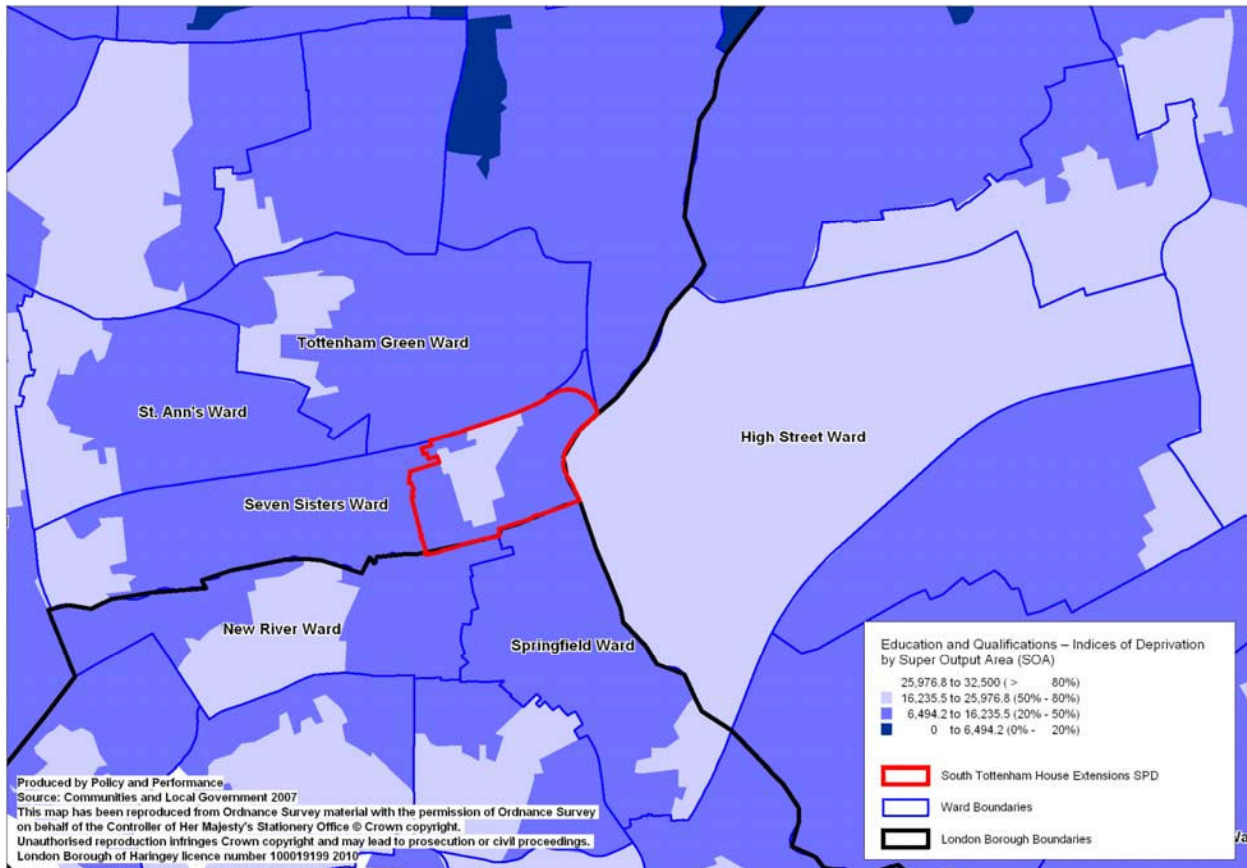 Tottenham Green Ward
St. Ann's Ward
High Street Ward
Seven Sisters Ward
New River Ward
Springfield Ward
Education and Qualifications – Indices of Deprivation
by Super Output Area (SOA)
25,976.8 to 32,500 ( > 80%)
16,235.5 to 25,976.8 (50% - 80%)
6,494.2 to 16,235.5 (20% - 50%)
0 to 6,494.2 (0% - 20%)
South Tottenham House Extensions SPD
Ward Boundaries
London Borough Boundaries
Produced by Policy and Performance
Source: Communities and Local Government 2007
This map has been reproduced from Ordnance Survey material with the permission of Ordnance Survey
on behalf of the Controller of Her Majesty's Stationery Office © Crown copyright.
Unauthorised reproduction infringes Crown copyright and may lead to prosecution or civil proceedings.
London Borough of Haringey licence number 100019199 2010